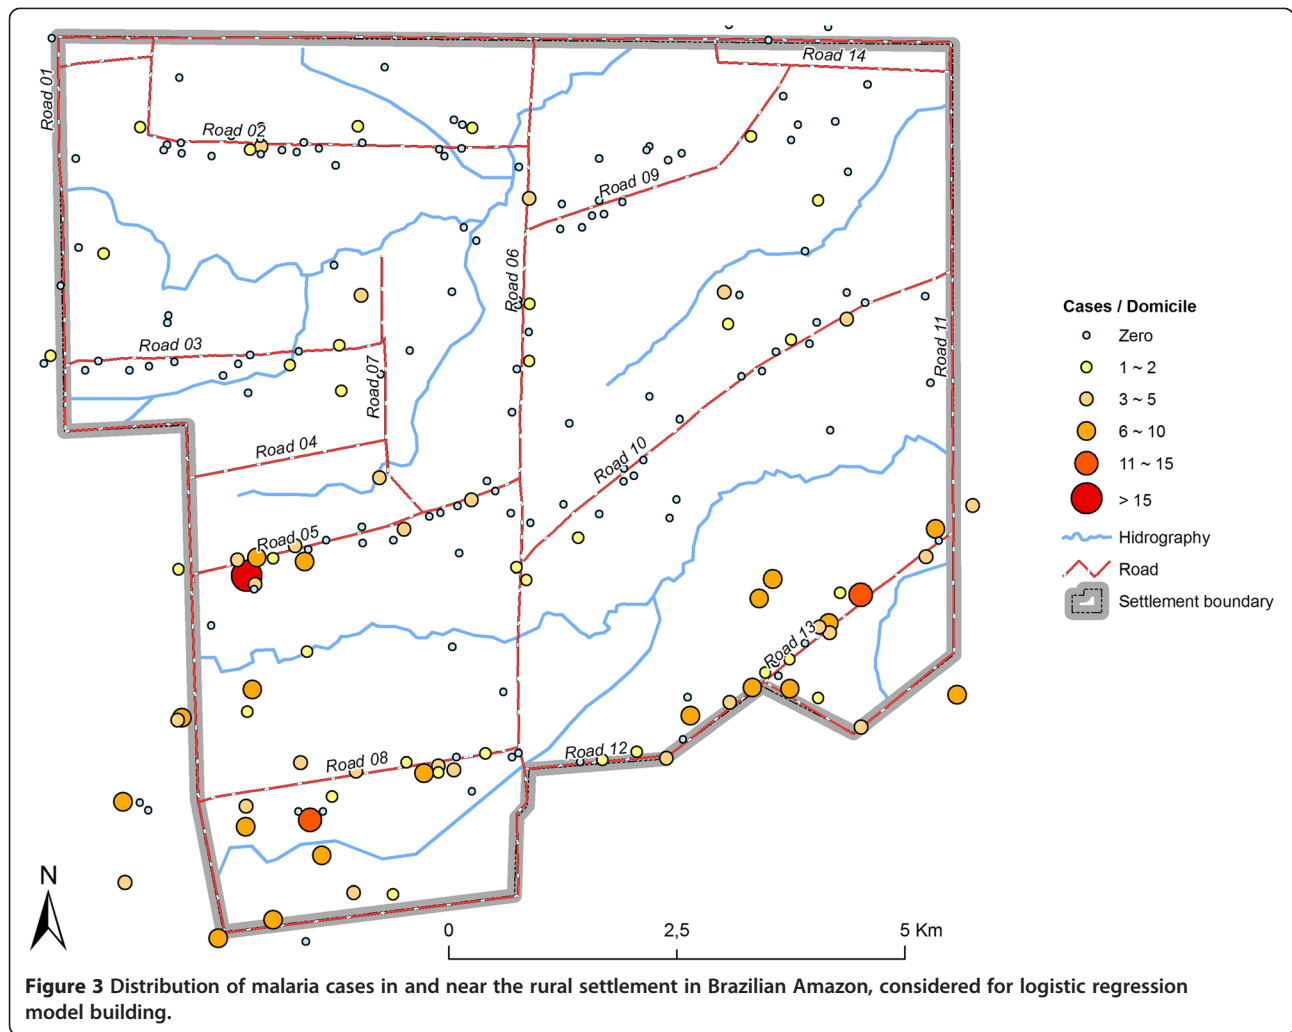 Road 14
Road 01
Road 02
Road 09
Road 06
Road 03
Road 07
Road 11
Road 04
Road 10
Road 05
Road 13
Road 12
Road 08
Cases / Domicile
Zero
1 ~ 2
3 ~ 5
6 ~ 10
11 ~ 15
> 15
Hidrography
Road
Settlement boundary
N
0 2,5 5 Km
Figure 3 Distribution of malaria cases in and near the rural settlement in Brazilian Amazon, considered for logistic regression
model building.